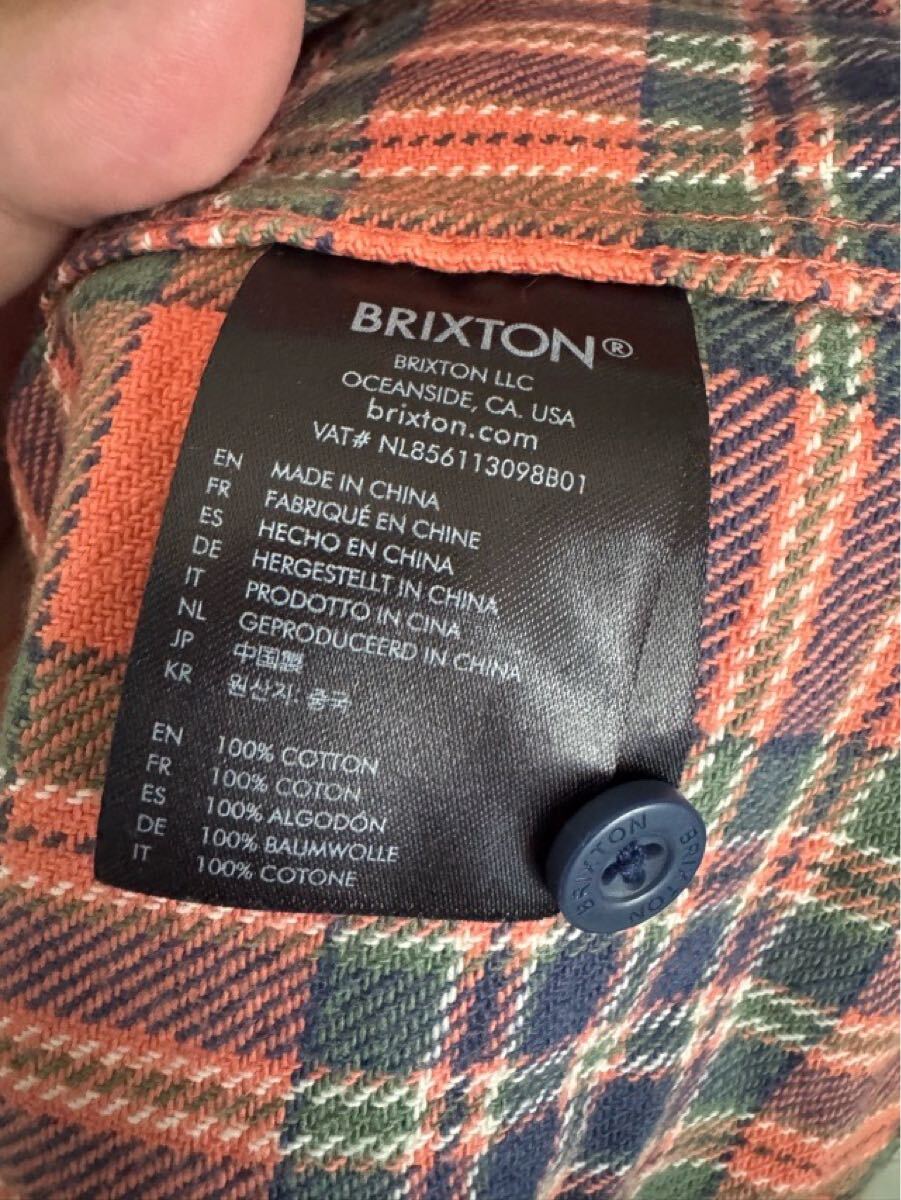 BRIXTON®
BRIXTON LLC
OCEANSIDE, CA. USA
brixton.com
VAT# NL856113098B01
EN MADE IN CHINA
FR FABRIQUÉ EN CHINE
ES HECHO EN CHINA
DE HERGESTELLT IN CHINA
IT PRODOTTO IN CINA
NL GEPRODUCEERD IN CHINA
JP 中国製
KR 원산지: 중국
EN 100% COTTON
FR 100% COTON
ES 100% ALGODÓN
DE 100% BAUMWOLLE
IT 100% COTONE
BRIXTON BRIXTON